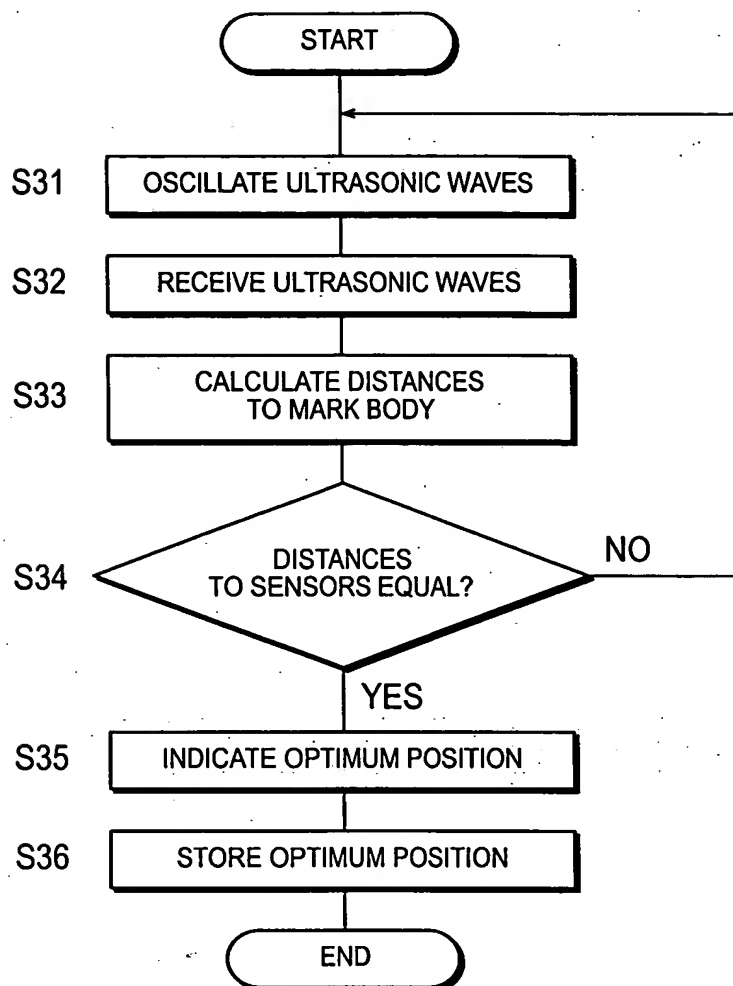 START
S31 OSCILLATE ULTRASONIC WAVES
S32 RECEIVE ULTRASONIC WAVES
S33 CALCULATE DISTANCES
TO MARK BODY
S34 DISTANCES
TO SENSORS EQUAL?
NO
YES
S35 INDICATE OPTIMUM POSITION
S36 STORE OPTIMUM POSITION
END